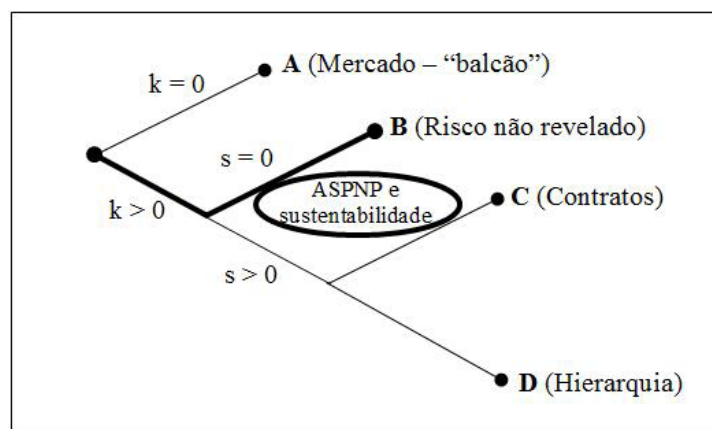 A (Mercado – “balcão”)
k = 0
B (Risco não revelado)
s = 0
ASPNP e
sustentabilidade
k > 0
C (Contratos)
s > 0
D (Hierarquia)